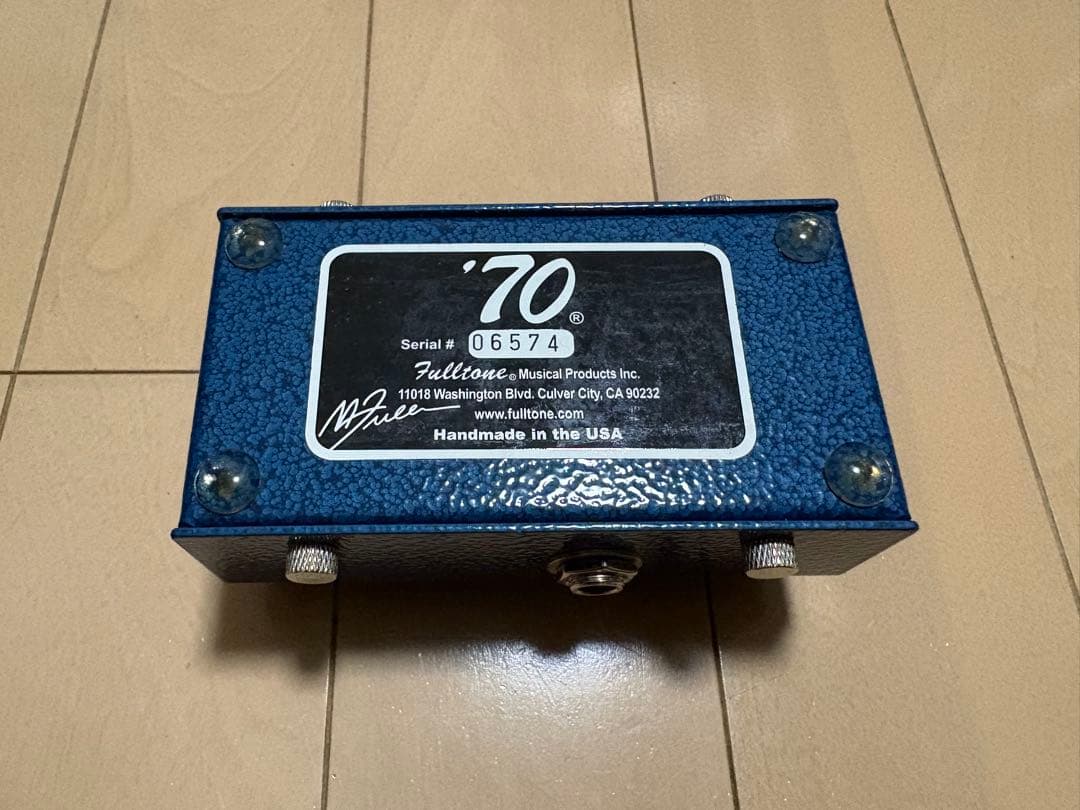 '70®
Serial # 06574
Fulltone® Musical Products Inc.
11018 Washington Blvd. Culver City, CA 90232
www.fulltone.com
M Fuller
Handmade in the USA